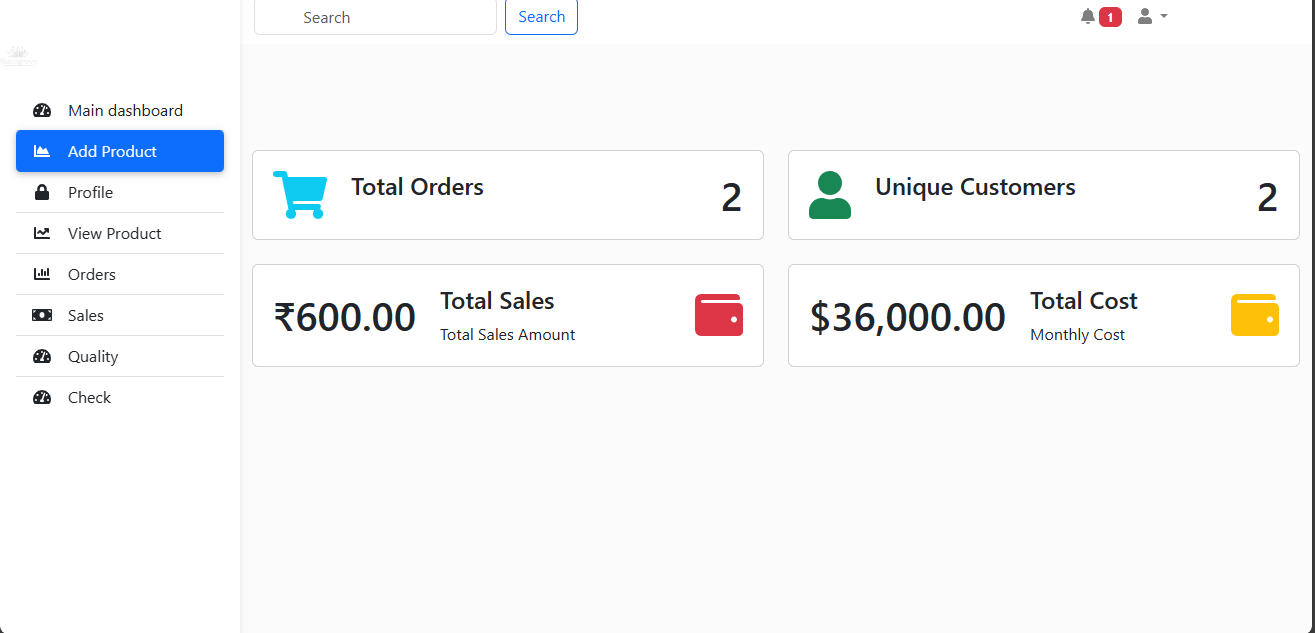 Search
Search
1
Main dashboard
Add Product
Profile
View Product
Orders
Sales
Quality
Check
Total Orders
2
Unique Customers
2
₹600.00
Total Sales
Total Sales Amount
$36,000.00
Total Cost
Monthly Cost